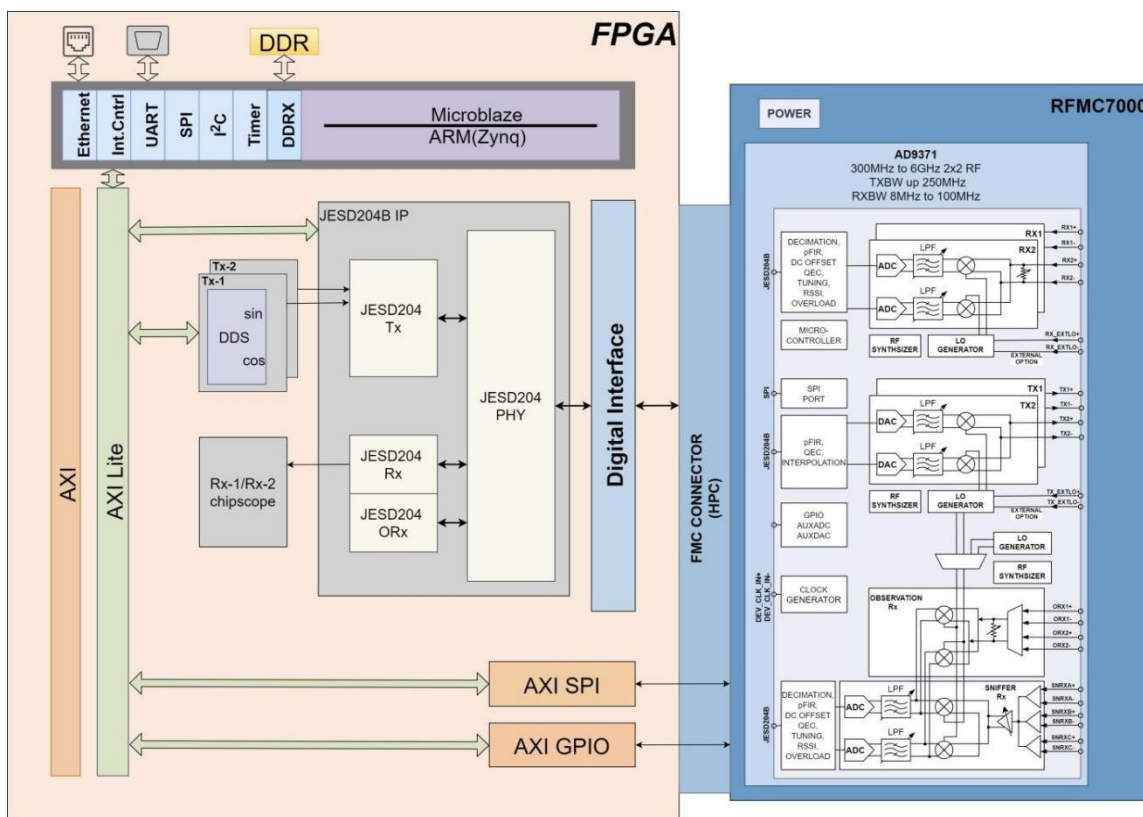 FPGA
DDR
Ethernet
Int.Cntrl
UART
SPI
I²C
Timer
DDRX
Microblaze
ARM(Zynq)
AXI
AXI Lite
JESD204B IP
Tx-2
Tx-1
sin
DDS
cos
JESD204
Tx
JESD204
PHY
JESD204
Rx
JESD204
ORx
Rx-1/Rx-2
chipscope
Digital Interface
AXI SPI
AXI GPIO
FMC CONNECTOR
(HPC)
RFMC7000
POWER
AD9371
300MHz to 6GHz 2x2 RF
TXBW up 250MHz
RXBW 8MHz to 100MHz
JESD204B
DECIMATION,
pFIR,
DC OFFSET
QEC,
TUNING,
RSSI,
OVERLOAD
MICRO-
CONTROLLER
RX1
RX2
LPF
ADC
LPF
ADC
RF
SYNTHSIZER
LO
GENERATOR
RX1+
RX1-
RX2+
RX2-
RX_EXTLO+
RX_EXTLO-
EXTERNAL
OPTION
SPI
SPI
PORT
JESD204B
pFIR,
QEC,
INTERPOLATION
TX1
TX2
LPF
DAC
LPF
DAC
RF
SYNTHSIZER
LO
GENERATOR
TX1+
TX1-
TX2+
TX2-
TX_EXTLO+
TX_EXTLO-
EXTERNAL
OPTION
GPIO
AUXADC
AUXDAC
LO
GENERATOR
RF
SYNTHSIZER
DEV_CLK_IN+
DEV_CLK_IN-
CLOCK
GENERATOR
OBSERVATION
Rx
ORX1+
ORX1-
ORX2+
ORX2-
JESD204B
DECIMATION,
pFIR,
DC OFFSET
QEC,
TUNING,
RSSI,
OVERLOAD
LPF
ADC
LPF
ADC
SNIFFER
Rx
SNRXA+
SNRXA-
SNRXB+
SNRXB-
SNRXC+
SNRXC-